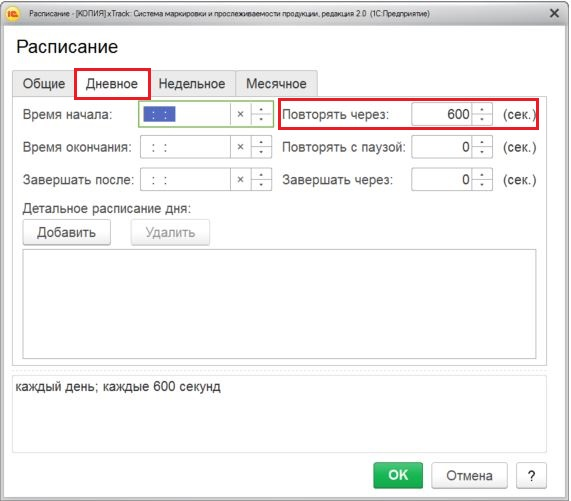 Расписание - [КОПИЯ] xTrack: Система маркировки и прослеживаемости продукции, редакция 2.0 (1С:Предприятие)
Расписание
Общие Дневное Недельное Месячное
Время начала: : : × Повторять через: 600 (сек.)
Время окончания: : : × Повторять с паузой: 0 (сек.)
Завершать после: : : × Завершать через: 0 (сек.)
Детальное расписание дня:
Добавить Удалить
каждый день; каждые 600 секунд
OK Отмена ?